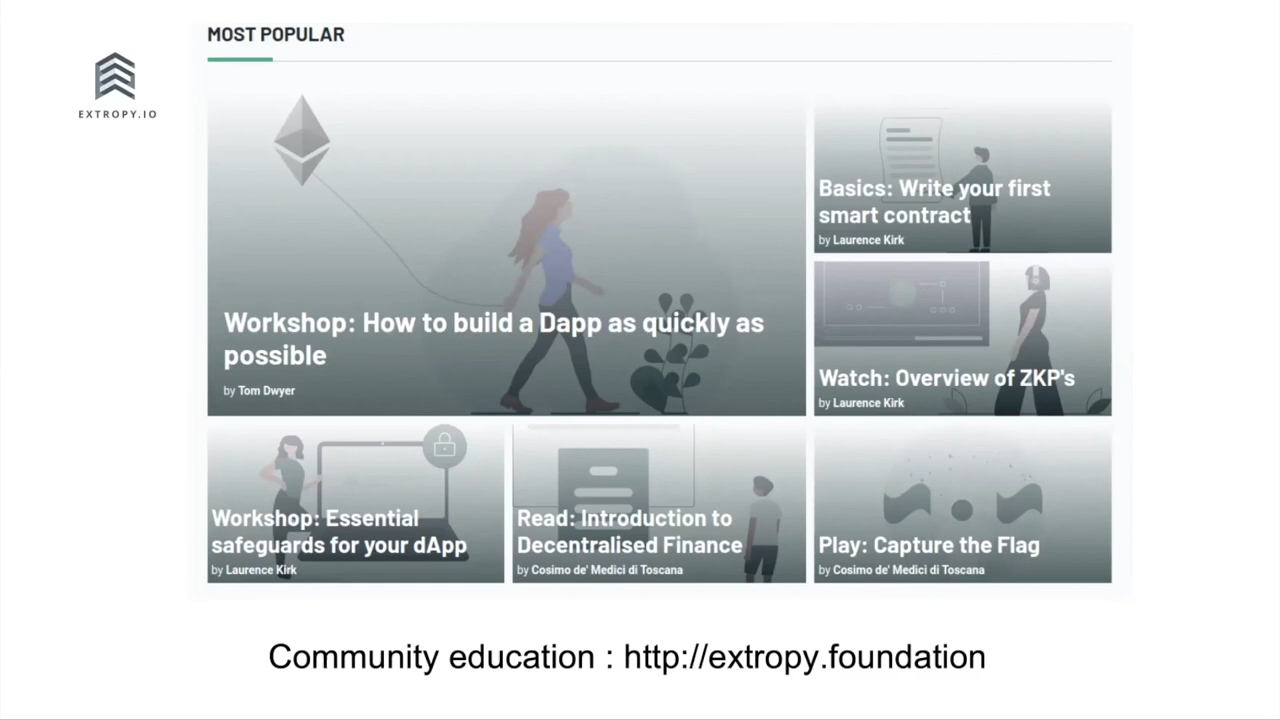 MOST POPULAR
EXTROPY.IO
Workshop: How to build a Dapp as quickly as
possible
by Tom Dwyer
Basics: Write your first
smart contract
by Laurence Kirk
Watch: Overview of ZKP's
by Laurence Kirk
Workshop: Essential
safeguards for your dApp
by Laurence Kirk
Read: Introduction to
Decentralised Finance
by Cosimo de' Medici di Toscana
Play: Capture the Flag
by Cosimo de' Medici di Toscana
Community education : http://extropy.foundation